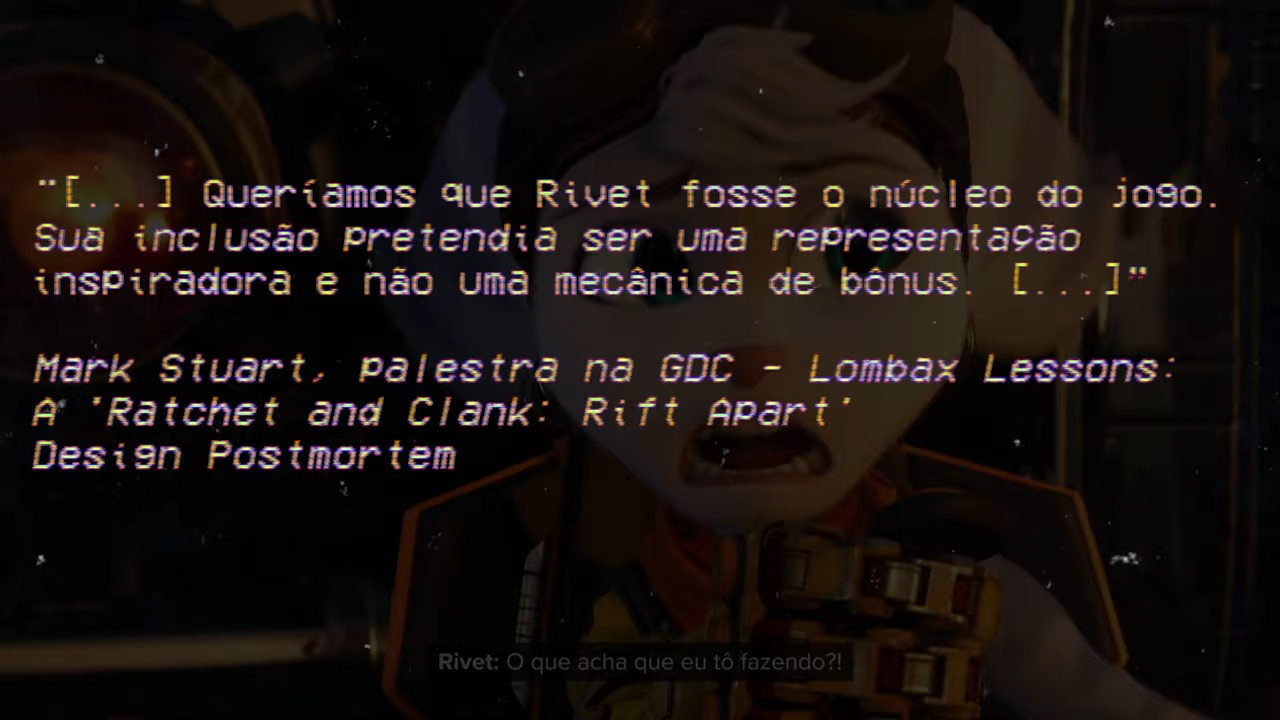 "[...] Queríamos que Rivet fosse o núcleo do jogo.
Sua inclusão pretendia ser uma representação
inspiradora e não uma mecânica de bônus. [...]"
Mark Stuart, palestra na GDC - Lombax Lessons:
A 'Ratchet and Clank: Rift Apart'
Design Postmortem
Rivet: O que acha que eu tô fazendo?!